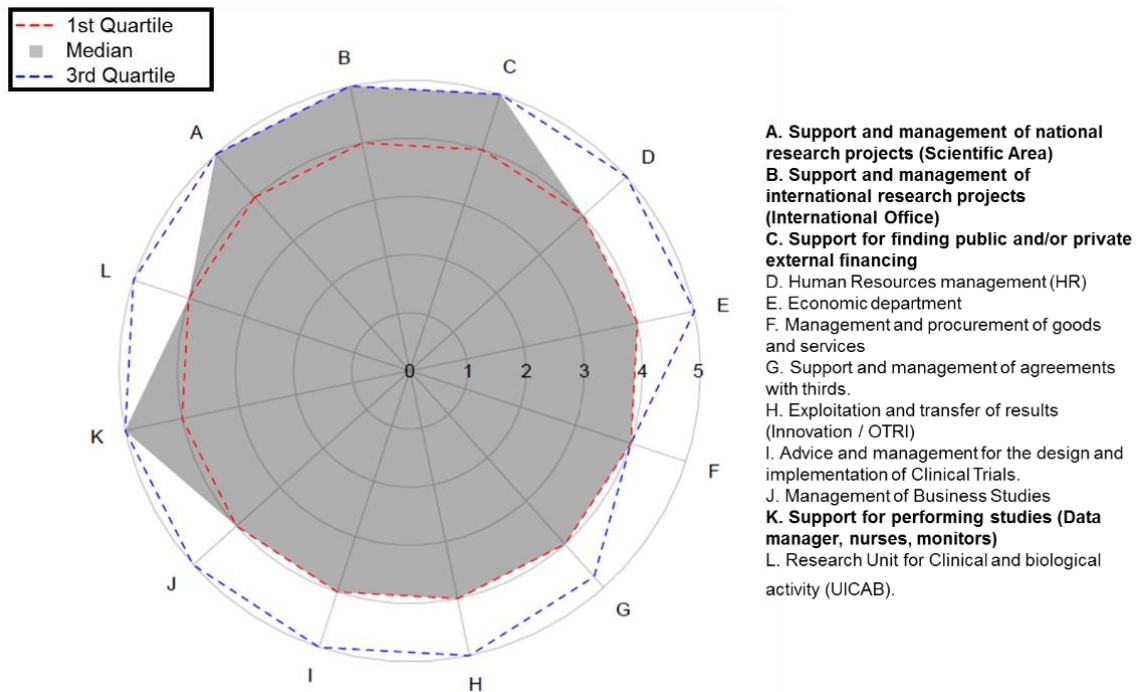 1st Quartile
Median
3rd Quartile
A
B
C
D
E
F
G
H
I
J
K
L
0 1 2 3 4 5
A. Support and management of national
research projects (Scientific Area)
B. Support and management of
international research projects
(International Office)
C. Support for finding public and/or private
external financing
D. Human Resources management (HR)
E. Economic department
F. Management and procurement of goods
and services
G. Support and management of agreements
with thirds.
H. Exploitation and transfer of results
(Innovation / OTRI)
I. Advice and management for the design and
implementation of Clinical Trials.
J. Management of Business Studies
K. Support for performing studies (Data
manager, nurses, monitors)
L. Research Unit for Clinical and biological
activity (UICAB).